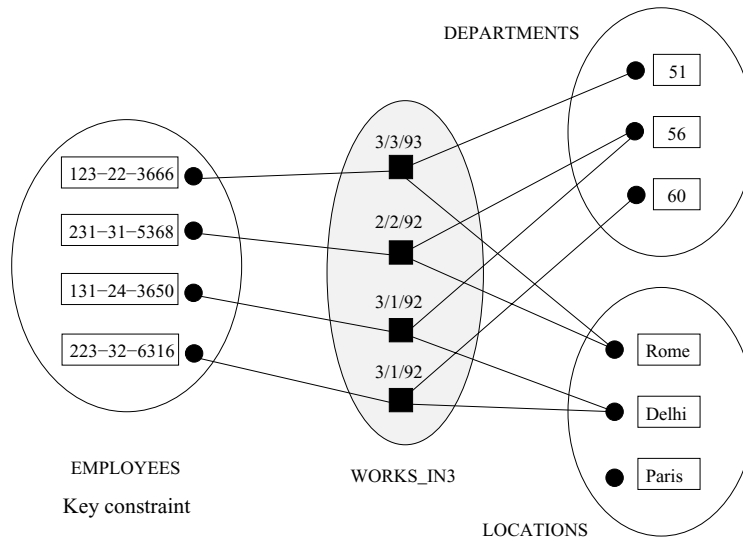 DEPARTMENTS
51
3/3/93
56
123−22−3666
60
231−31−5368
2/2/92
131−24−3650
3/1/92
Rome
223−32−6316
3/1/92
Delhi
EMPLOYEES
WORKS_IN3
Paris
Key constraint
LOCATIONS